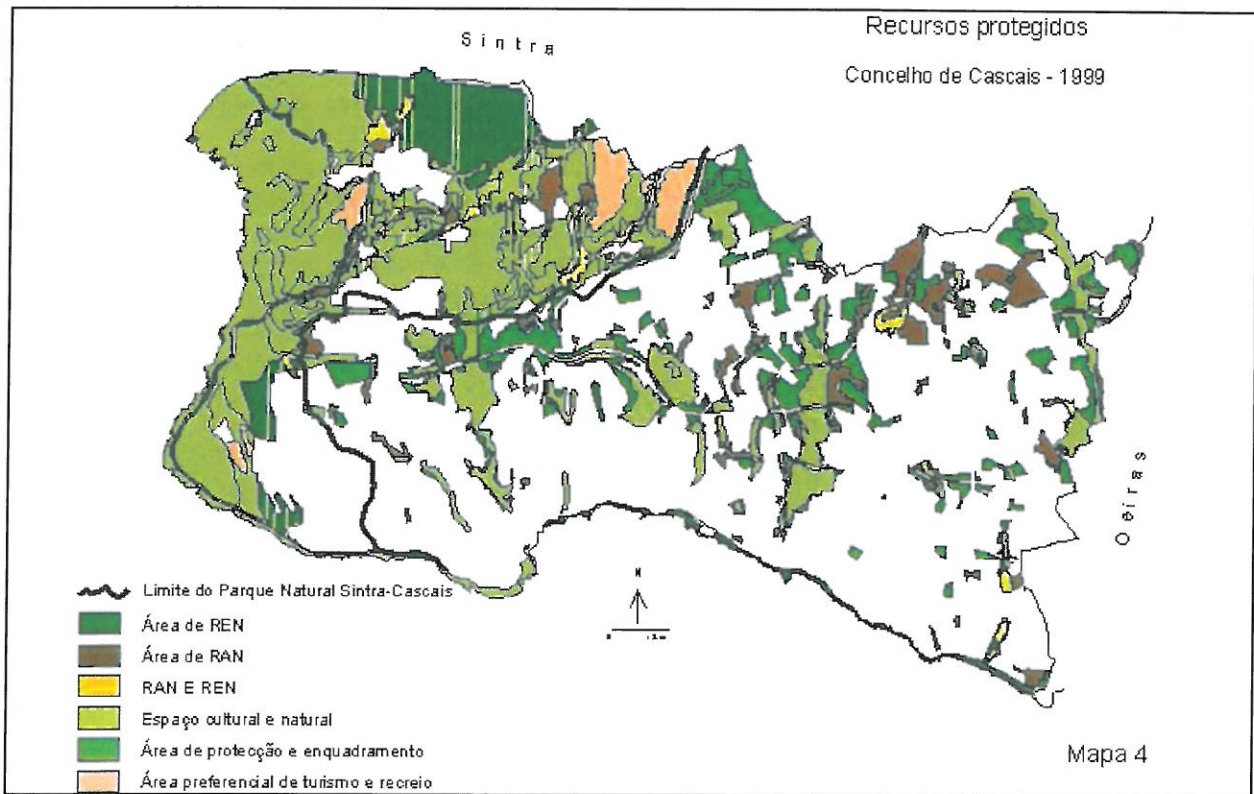 Recursos protegidos
Concelho de Cascais - 1999
Sintra
Oeiras
N
Limite do Parque Natural Sintra-Cascais
Área de REN
Área de RAN
RAN E REN
Espaço cultural e natural
Área de protecção e enquadramento
Área preferencial de turismo e recreio
Mapa 4